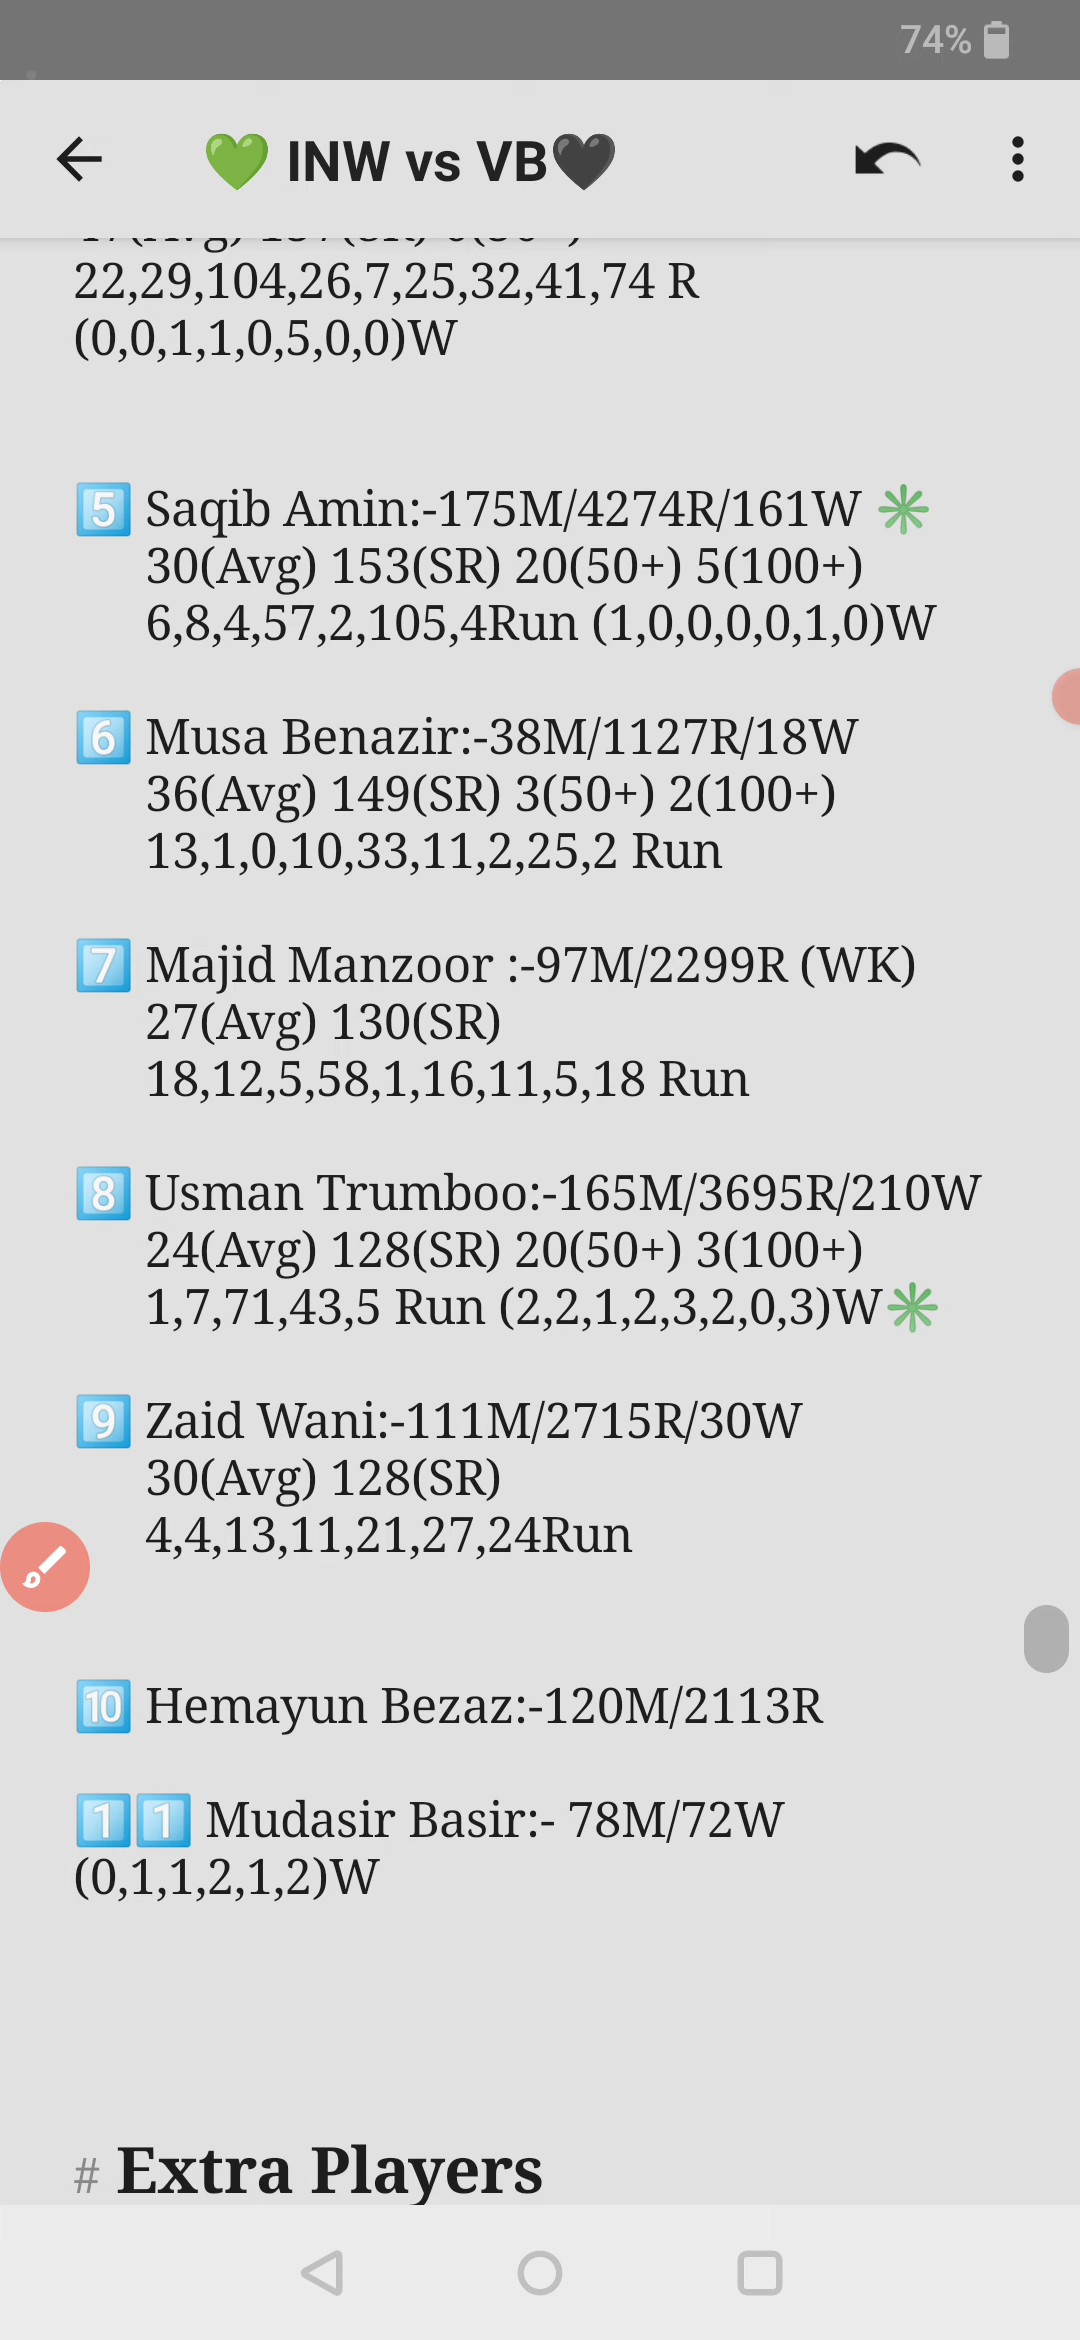 74%
💚 INW vs VB🖤
22,29,104,26,7,25,32,41,74 R
(0,0,1,1,0,5,0,0)W
5️⃣ Saqib Amin:-175M/4274R/161W ✳
30(Avg) 153(SR) 20(50+) 5(100+)
6,8,4,57,2,105,4Run (1,0,0,0,0,1,0)W
6️⃣ Musa Benazir:-38M/1127R/18W
36(Avg) 149(SR) 3(50+) 2(100+)
13,1,0,10,33,11,2,25,2 Run
7️⃣ Majid Manzoor :-97M/2299R (WK)
27(Avg) 130(SR)
18,12,5,58,1,16,11,5,18 Run
8️⃣ Usman Trumboo:-165M/3695R/210W
24(Avg) 128(SR) 20(50+) 3(100+)
1,7,71,43,5 Run (2,2,1,2,3,2,0,3)W✳
9️⃣ Zaid Wani:-111M/2715R/30W
30(Avg) 128(SR)
4,4,13,11,21,27,24Run
🔟 Hemayun Bezaz:-120M/2113R
1️⃣1️⃣ Mudasir Basir:- 78M/72W
(0,1,1,2,1,2)W
# Extra Players